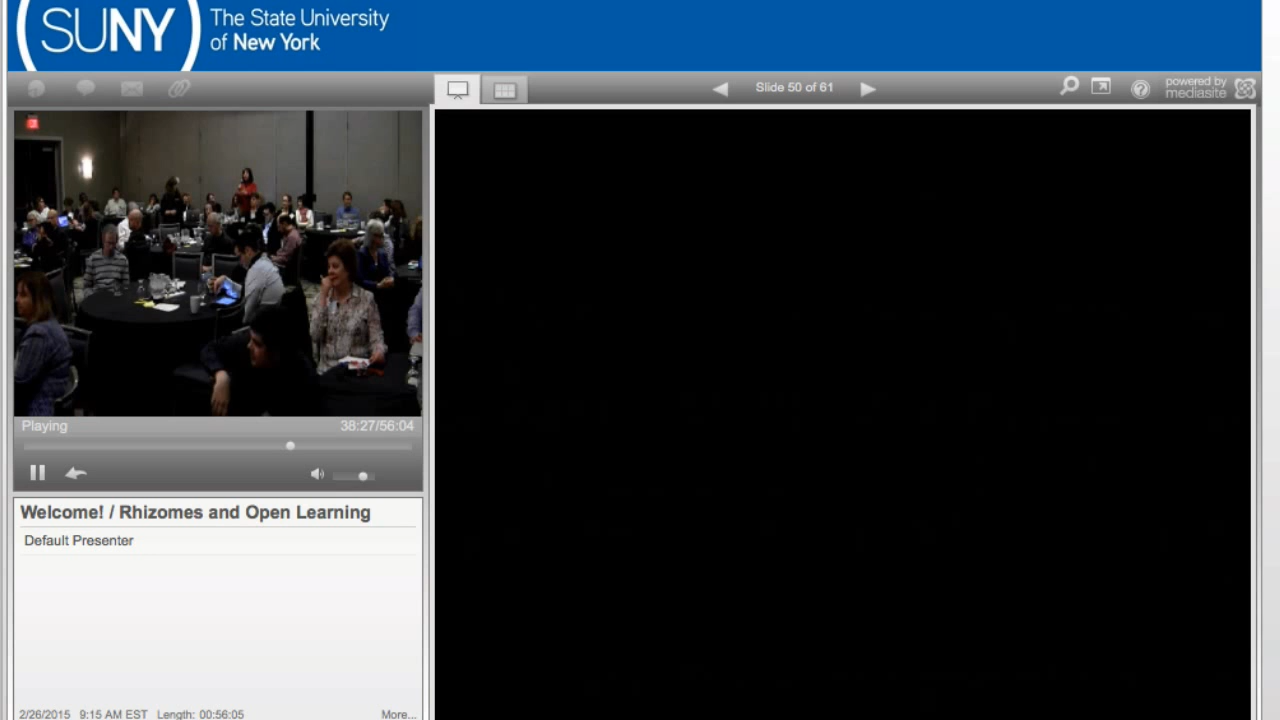 SUNY
The State University
of New York
Slide 50 of 61
powered by
mediasite
Playing
38:27/56:04
Welcome! / Rhizomes and Open Learning
Default Presenter
2/26/2015 9:15 AM EST Length: 00:56:05
More...